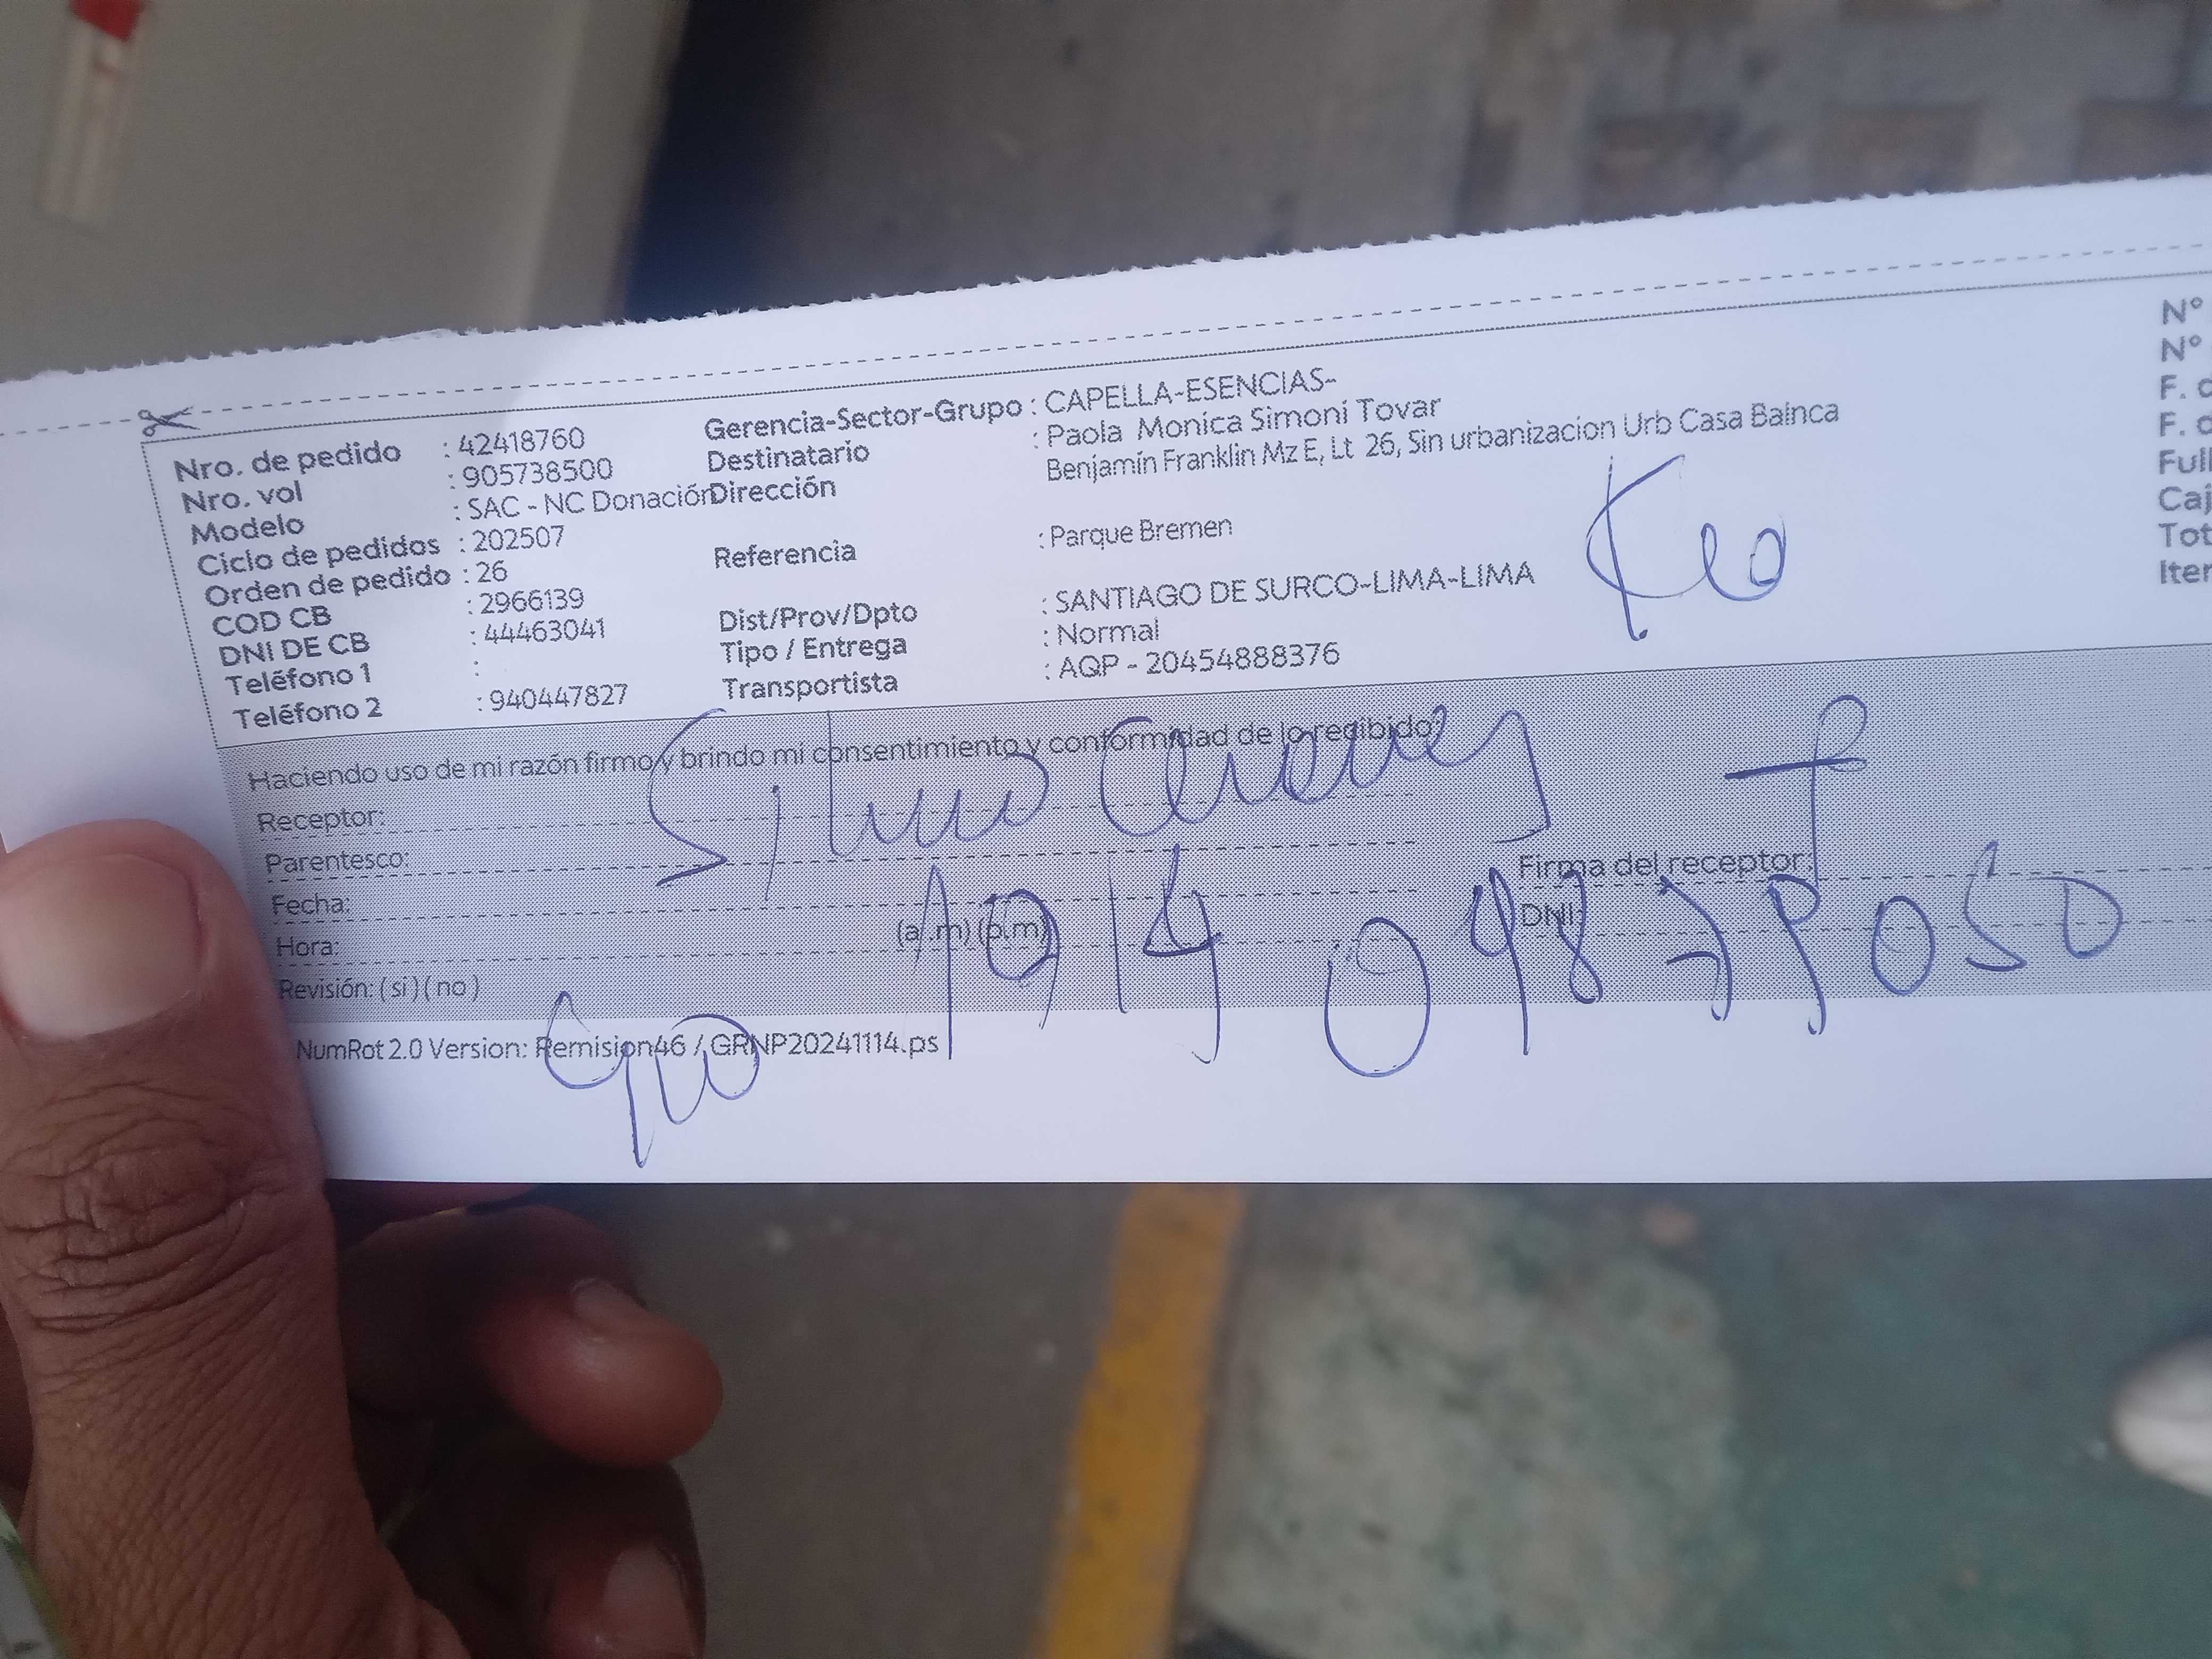 Nro. de pedido : 42418760
Nro. vol : 905738500
Modelo : SAC - NC Donación
Ciclo de pedidos : 202507
Orden de pedido : 26
COD CB : 2966139
DNI DE CB : 44463041
Teléfono 1 :
Teléfono 2 : 940447827
Gerencia-Sector-Grupo : CAPELLA-ESENCIAS-
Destinatario : Paola Monica Simoni Tovar
Dirección Benjamín Franklin Mz E, Lt 26, Sin urbanizacion Urb Casa Bainca
Referencia : Parque Bremen
Dist/Prov/Dpto : SANTIAGO DE SURCO-LIMA-LIMA
Tipo / Entrega : Normal
Transportista : AQP - 20454888376
N°
N°
F. d
F. d
Full
Caj
Tot
Iter
Haciendo uso de mi razón firmo y brindo mi consentimiento y conformidad de lo recibido:
Receptor:
Parentesco:
Fecha:
Hora: (a.m) (p.m)
Revisión: (si) (no)
Firma del receptor:
DNI:
NumRot 2.0 Version: Remision46 / GRNP20241114.ps